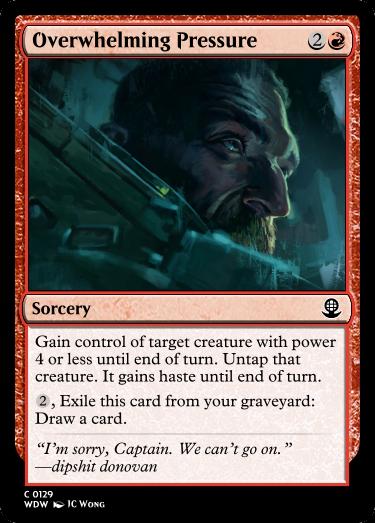 Overwhelming Pressure 2
Sorcery
Gain control of target creature with power
4 or less until end of turn. Untap that
creature. It gains haste until end of turn.
2, Exile this card from your graveyard:
Draw a card.
"I'm sorry, Captain. We can't go on."
—dipshit donovan
C 0129
WDW JC WONG